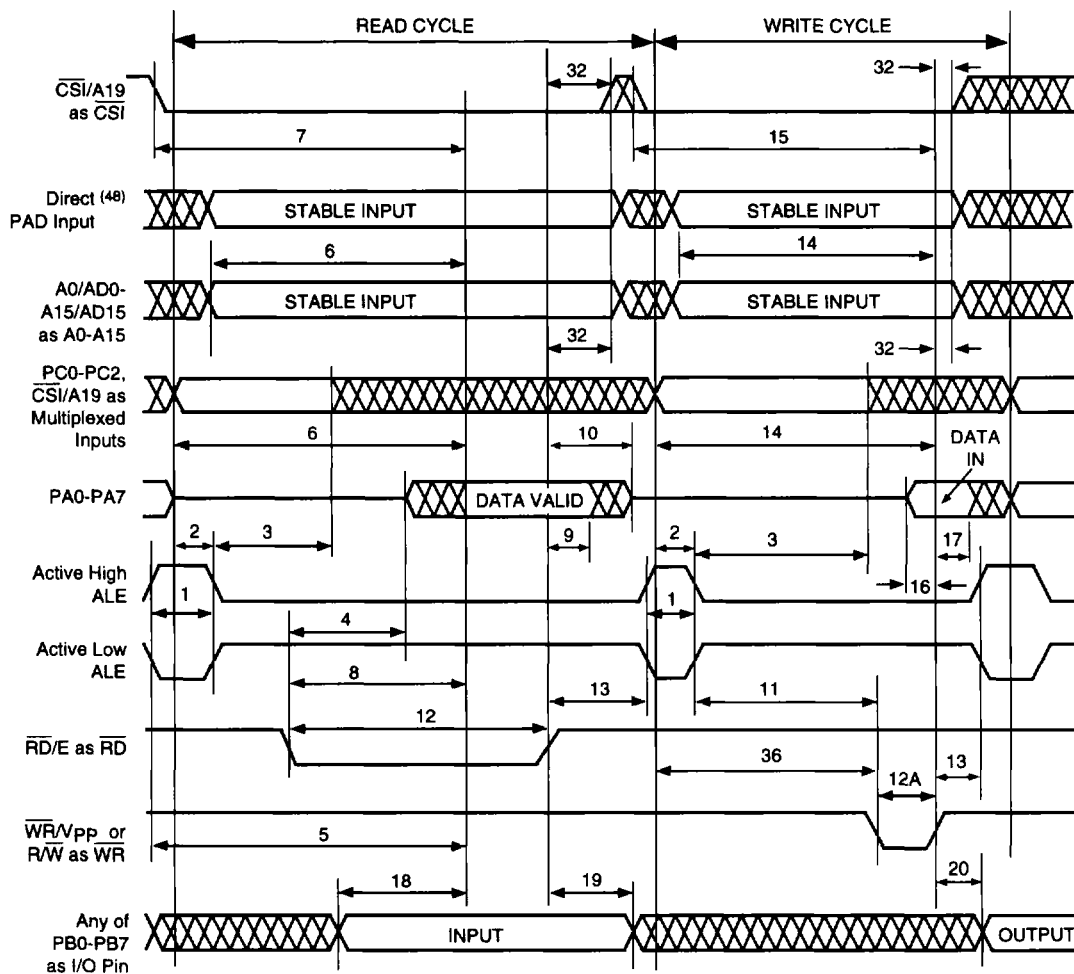 READ CYCLE WRITE CYCLE
32 32
CSI/A19
as CSI
7 15
Direct (48)
PAD Input
STABLE INPUT STABLE INPUT
6 14
A0/AD0-
A15/AD15
as A0-A15
STABLE INPUT STABLE INPUT
32 32
PC0-PC2,
CSI/A19 as
Multiplexed
Inputs
6 10 14 DATA
IN
PA0-PA7 DATA VALID
2 3 9 2 3 17
Active High
ALE
1 1 16
4
Active Low
ALE
8 13 11
12
RD/E as RD
36 12A 13
WR/VPP or
R/W as WR
5
18 19 20
Any of
PB0-PB7
as I/O Pin
INPUT OUTPUT